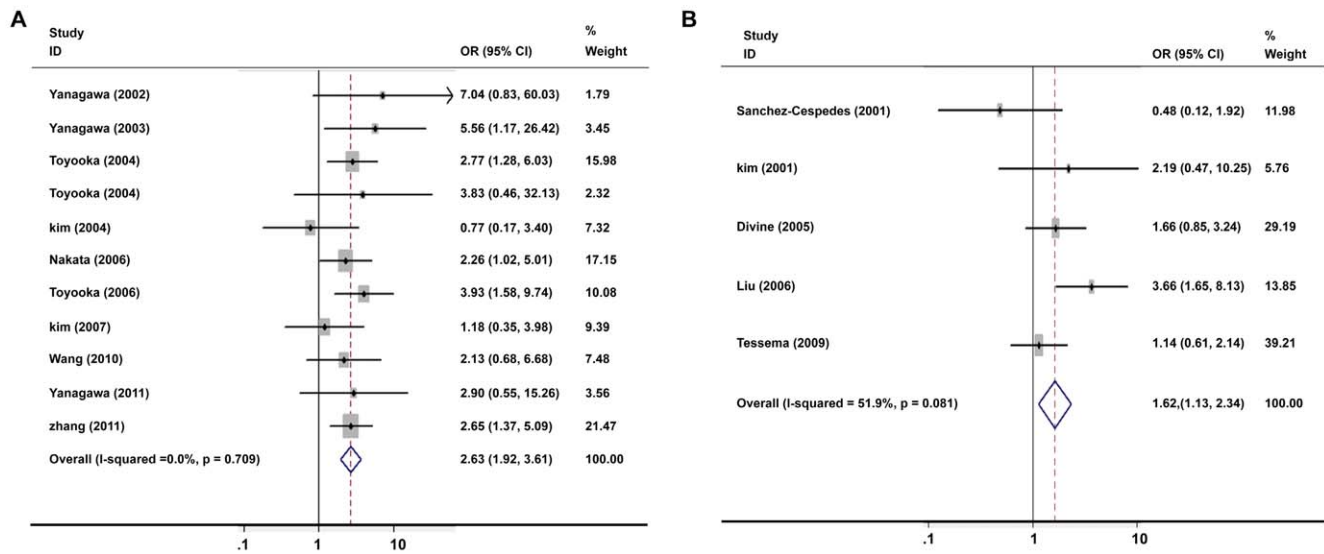 A
Study
ID
OR (95% CI)
%
Weight
Yanagawa (2002) 7.04 (0.83, 60.03) 1.79
Yanagawa (2003) 5.56 (1.17, 26.42) 3.45
Toyooka (2004) 2.77 (1.28, 6.03) 15.98
Toyooka (2004) 3.83 (0.46, 32.13) 2.32
kim (2004) 0.77 (0.17, 3.40) 7.32
Nakata (2006) 2.26 (1.02, 5.01) 17.15
Toyooka (2006) 3.93 (1.58, 9.74) 10.08
kim (2007) 1.18 (0.35, 3.98) 9.39
Wang (2010) 2.13 (0.68, 6.68) 7.48
Yanagawa (2011) 2.90 (0.55, 15.26) 3.56
zhang (2011) 2.65 (1.37, 5.09) 21.47
Overall (I-squared =0.0%, p = 0.709) 2.63 (1.92, 3.61) 100.00
.1 1 10
B
Study
ID
OR (95% CI)
%
Weight
Sanchez-Cespedes (2001) 0.48 (0.12, 1.92) 11.98
kim (2001) 2.19 (0.47, 10.25) 5.76
Divine (2005) 1.66 (0.85, 3.24) 29.19
Liu (2006) 3.66 (1.65, 8.13) 13.85
Tessema (2009) 1.14 (0.61, 2.14) 39.21
Overall (I-squared = 51.9%, p = 0.081) 1.62,(1.13, 2.34) 100.00
.1 1 10